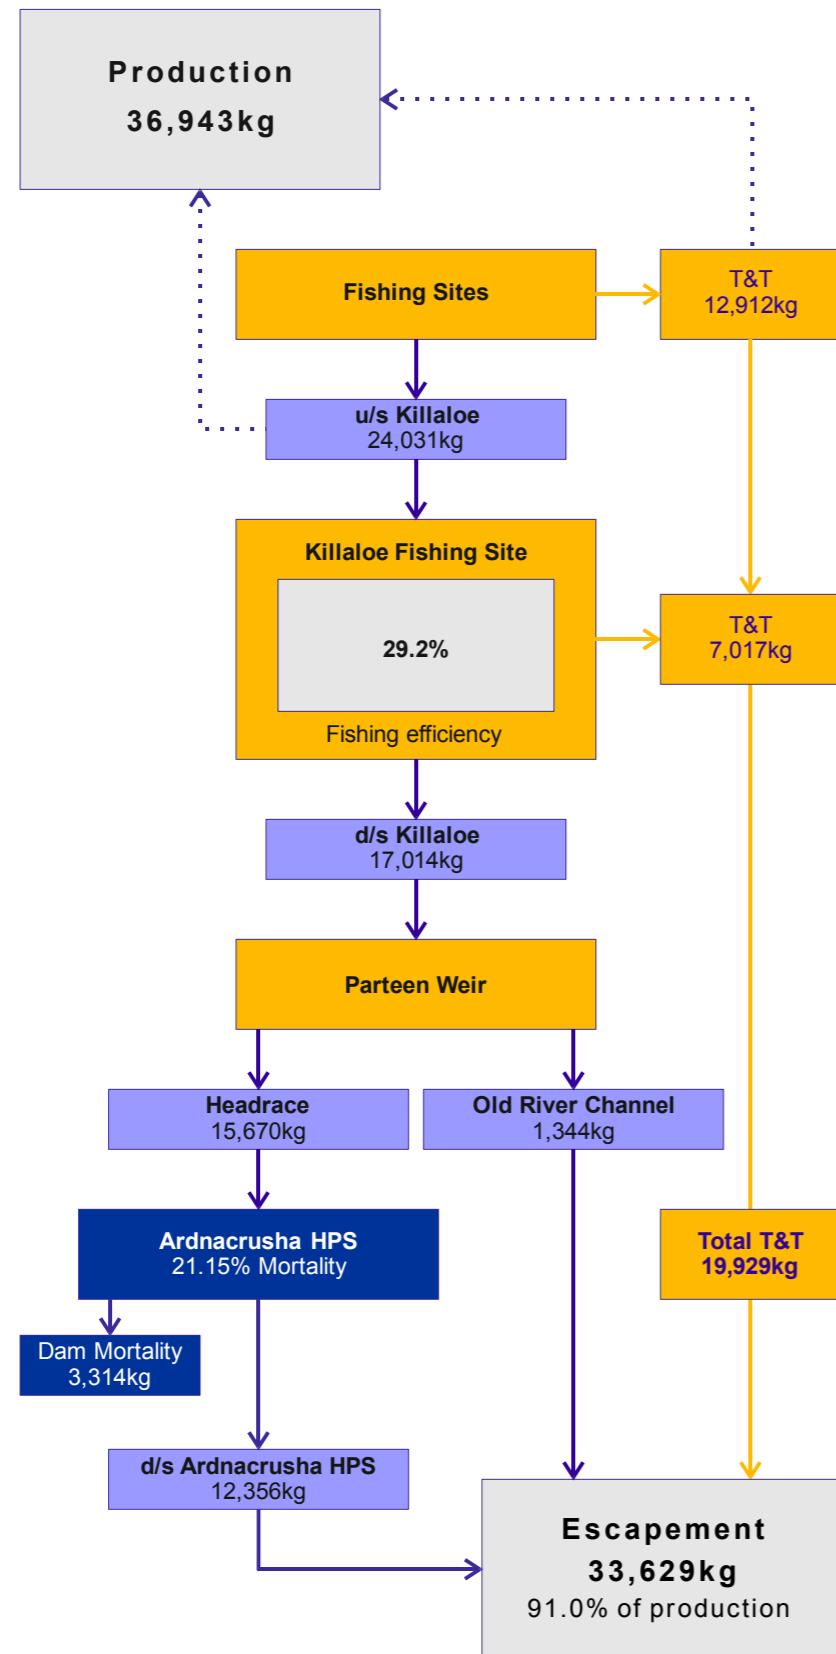 Production
36,943kg
Fishing Sites
T&T
12,912kg
u/s Killaloe
24,031kg
Killaloe Fishing Site
29.2%
Fishing efficiency
T&T
7,017kg
d/s Killaloe
17,014kg
Parteen Weir
Headrace
15,670kg
Old River Channel
1,344kg
Ardnacrusha HPS
21.15% Mortality
Total T&T
19,929kg
Dam Mortality
3,314kg
d/s Ardnacrusha HPS
12,356kg
Escapement
33,629kg
91.0% of production